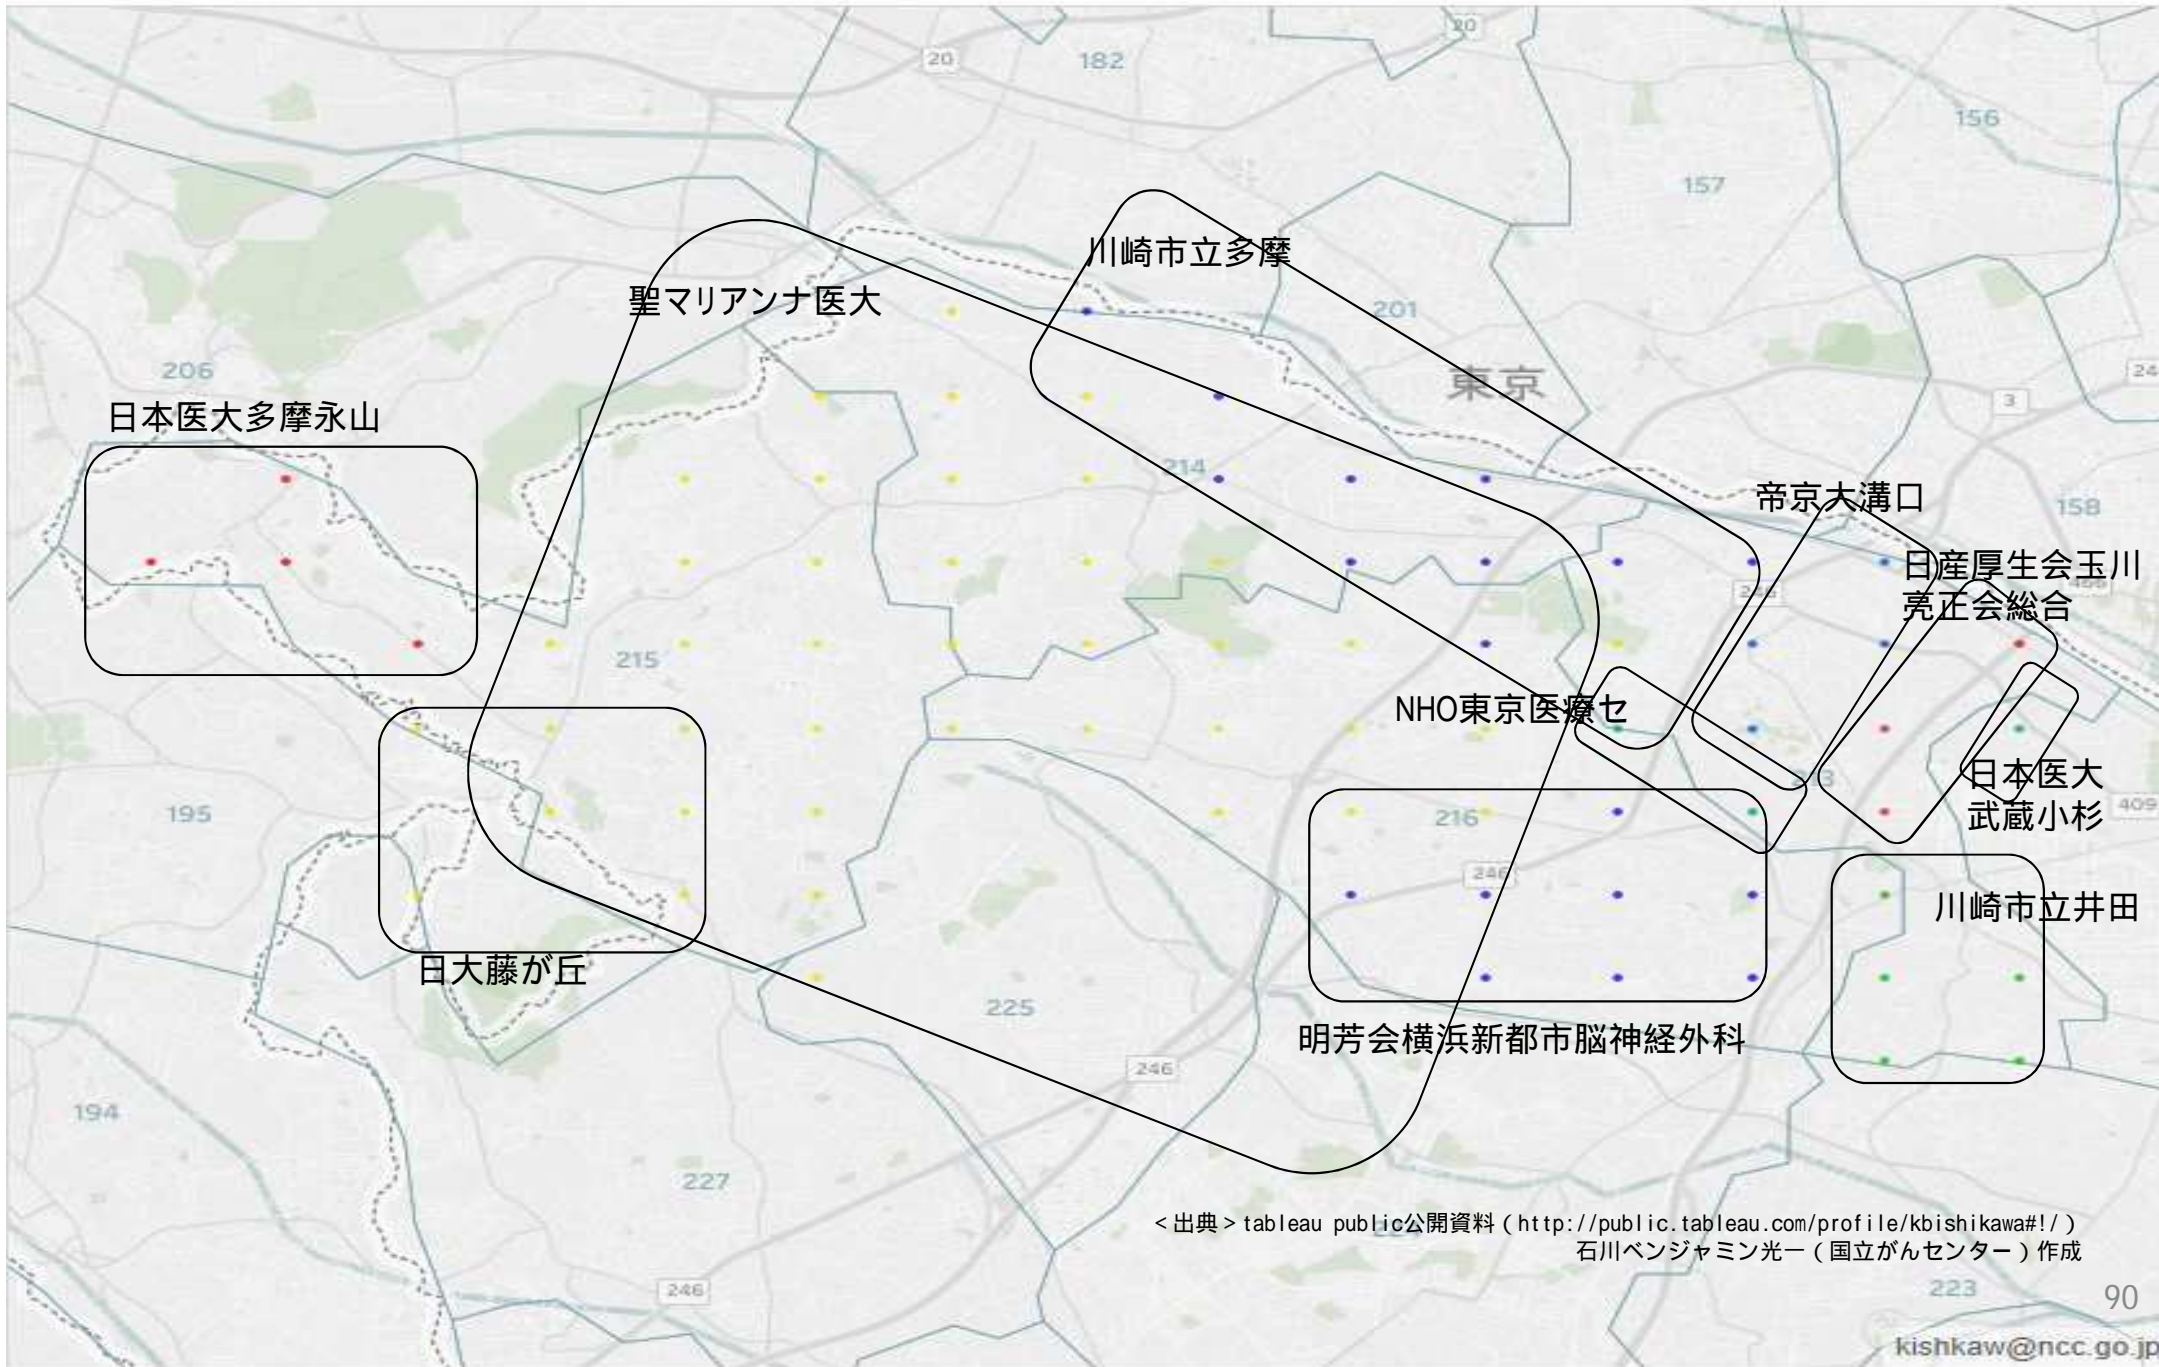 20
20
182
156
157
川崎市立多摩
聖マリアンナ医大
201
206
東京
24
3
日本医大多摩永山
214
帝京大溝口
158
日産厚生会玉川
亮正会総合
246
215
NHO東京医療セ
日本医大
武蔵小杉
409
195
216
246
川崎市立井田
日大藤が丘
225
明芳会横浜新都市脳神経外科
246
194
227
<出典>tableau public公開資料(http://public.tableau.com/profile/kbishikawa#!/)
石川ベンジャミン光一(国立がんセンター)作成
246
223
90
kishkaw@ncc.go.jp